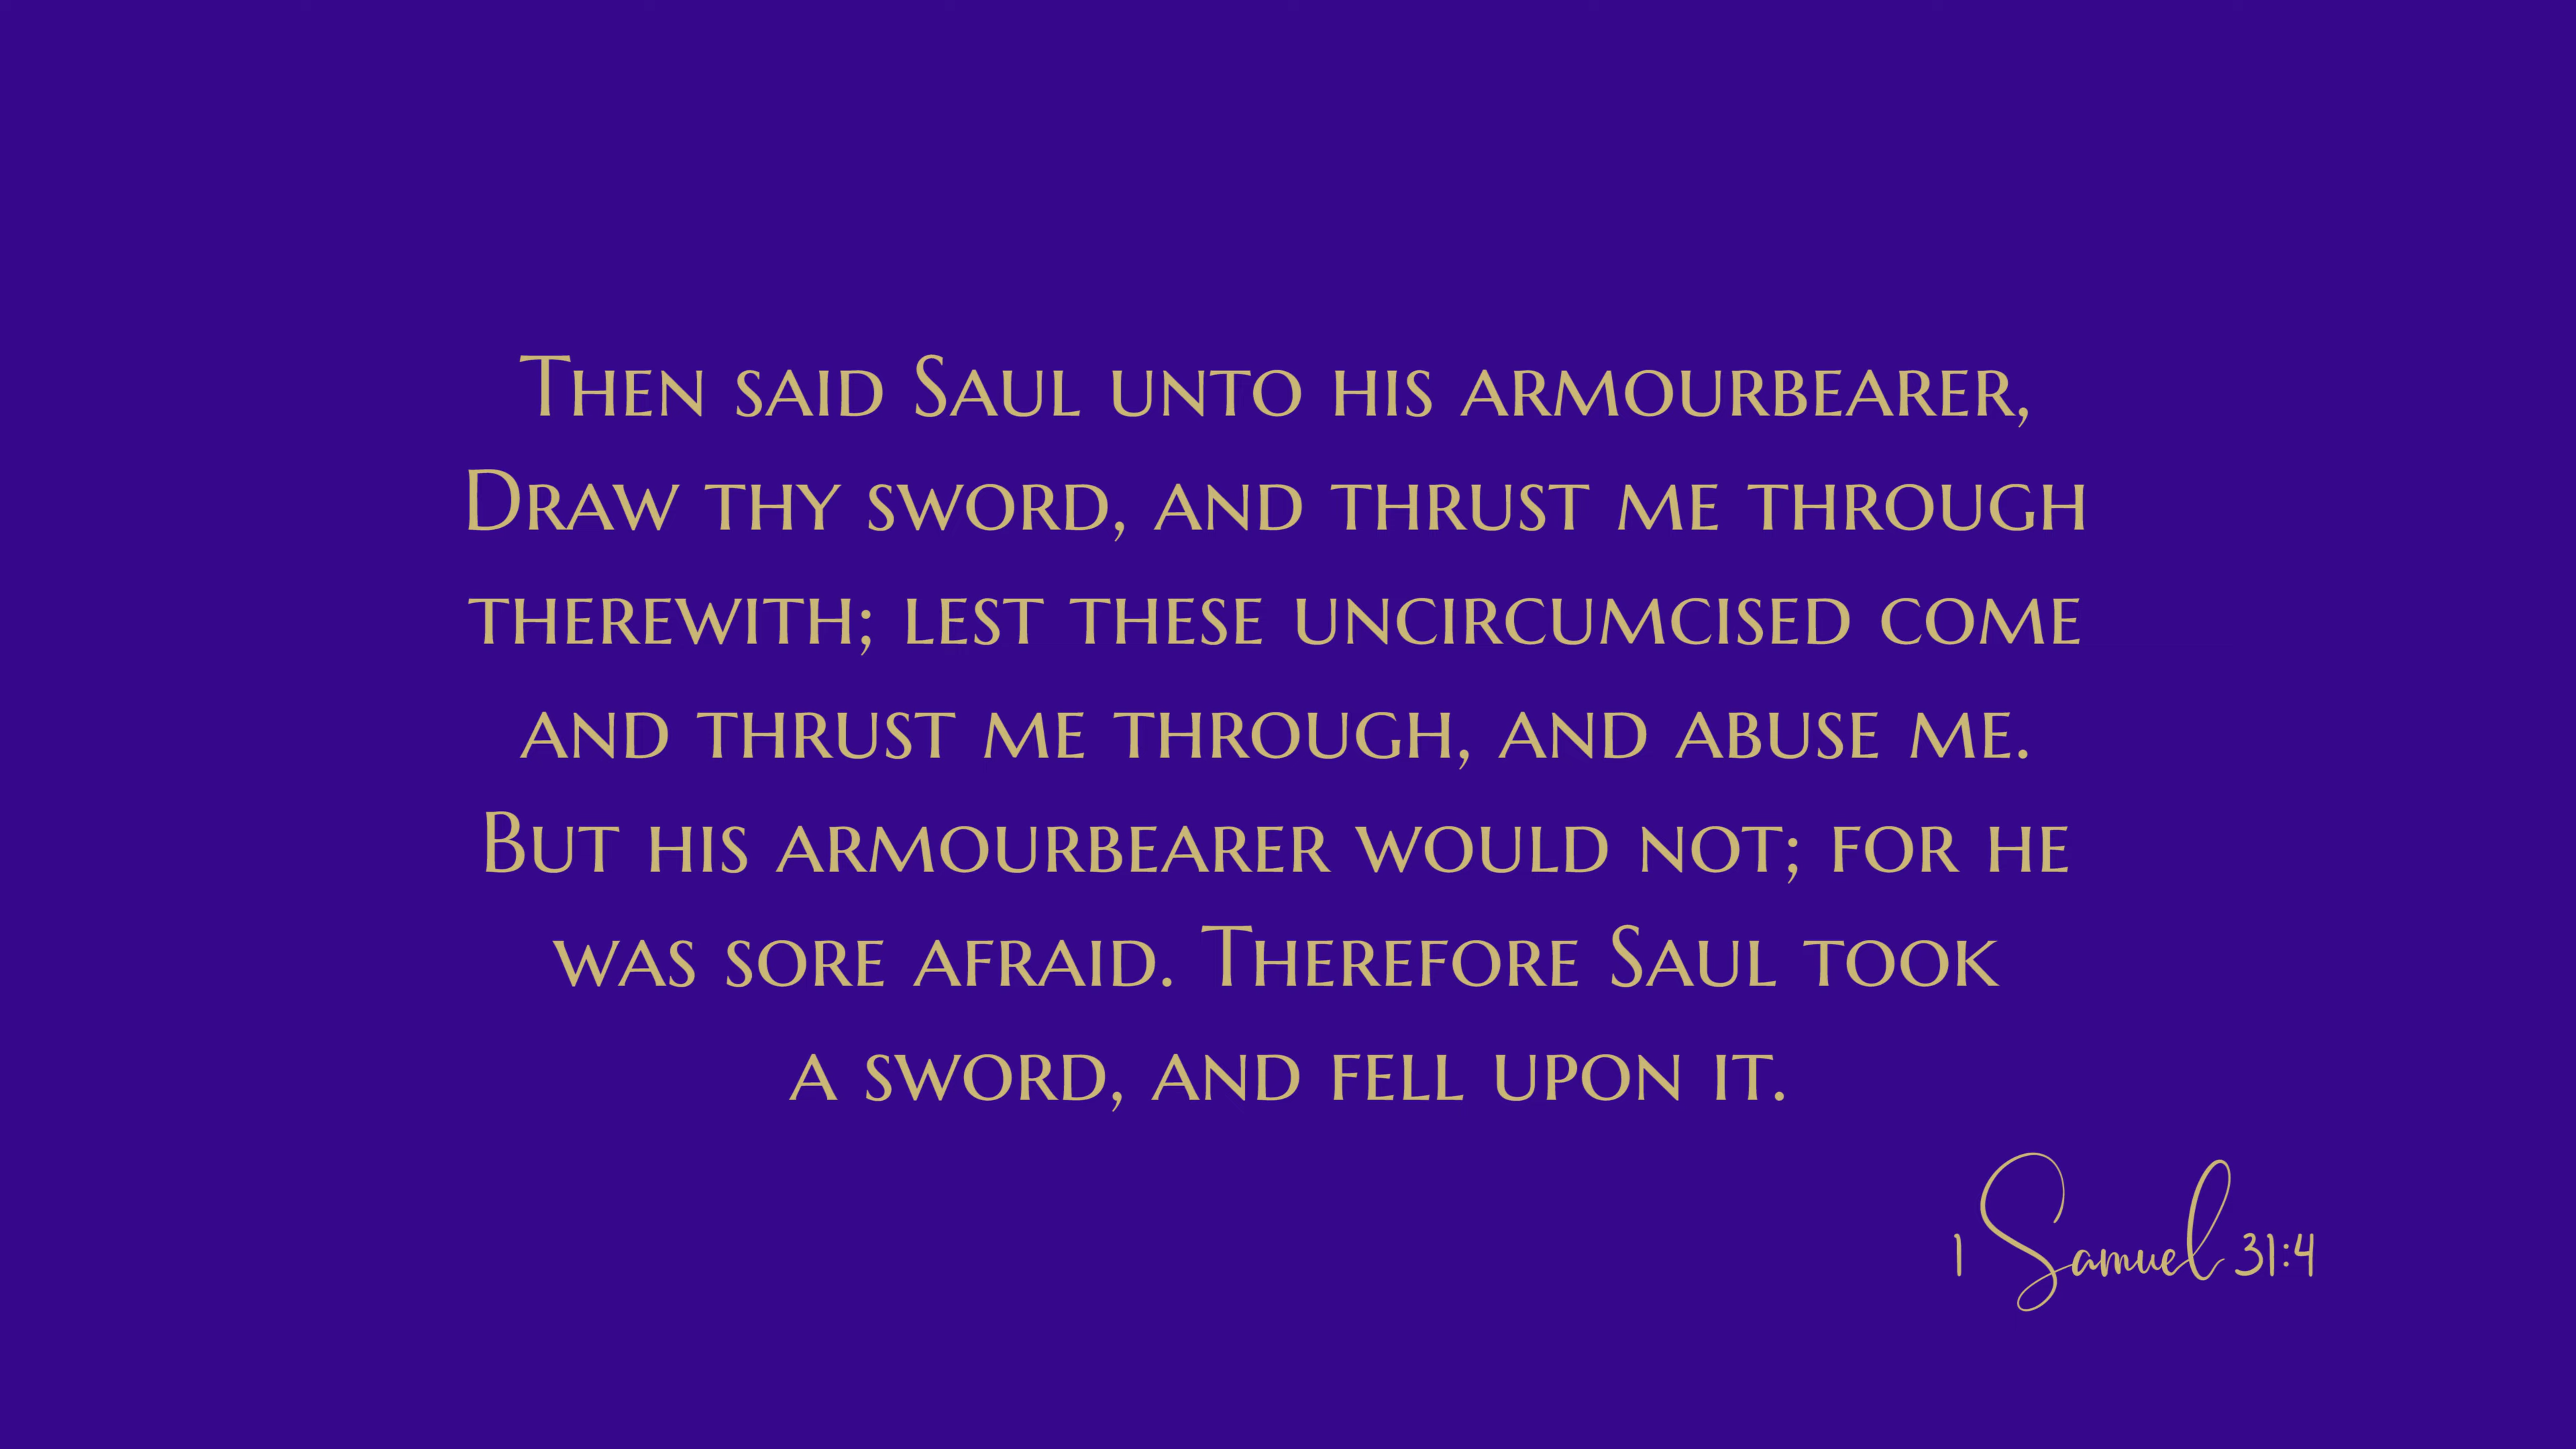 Then said Saul unto his armourbearer,
Draw thy sword, and thrust me through
therewith; lest these uncircumcised come
and thrust me through, and abuse me.
But his armourbearer would not; for he
was sore afraid. Therefore Saul took
a sword, and fell upon it.
1 Samuel 31:4